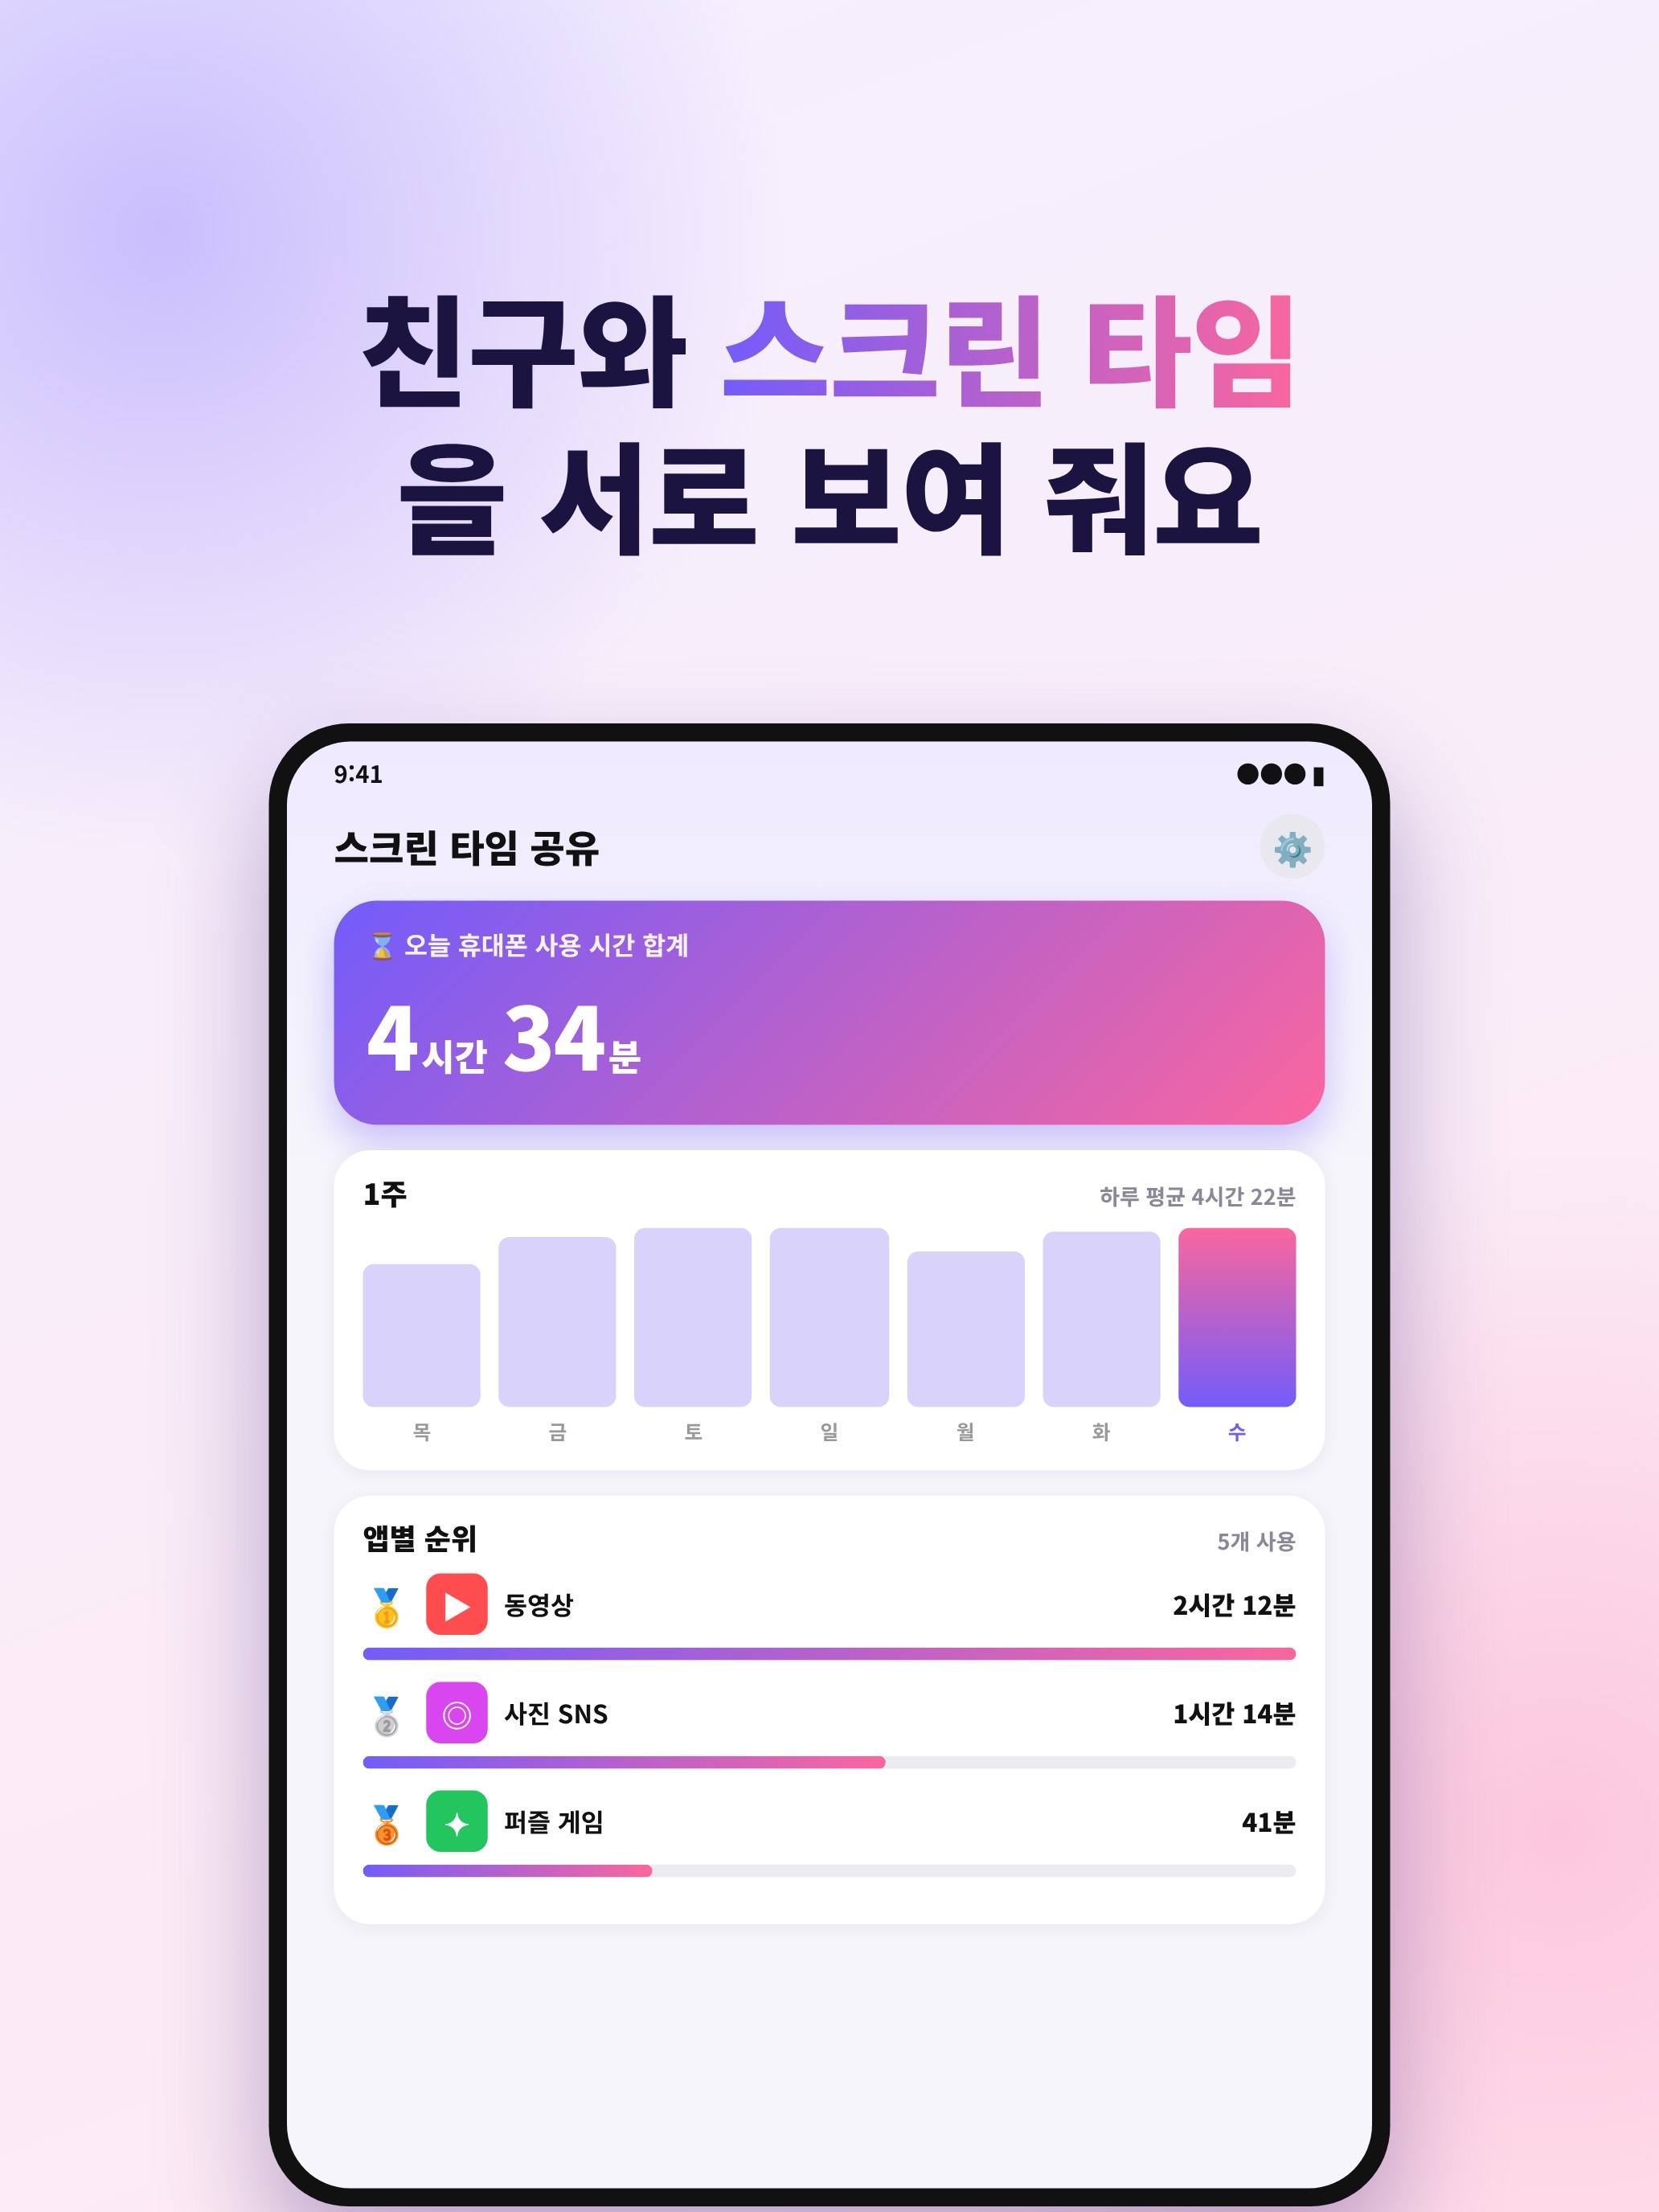 친구와 스크린 타임
을 서로 보여 줘요
9:41
스크린 타임 공유
오늘 휴대폰 사용 시간 합계
4시간 34분
1주
하루 평균 4시간 22분
목 금 토 일 월 화 수
앱별 순위
5개 사용
1 동영상 2시간 12분
2 사진 SNS 1시간 14분
3 퍼즐 게임 41분